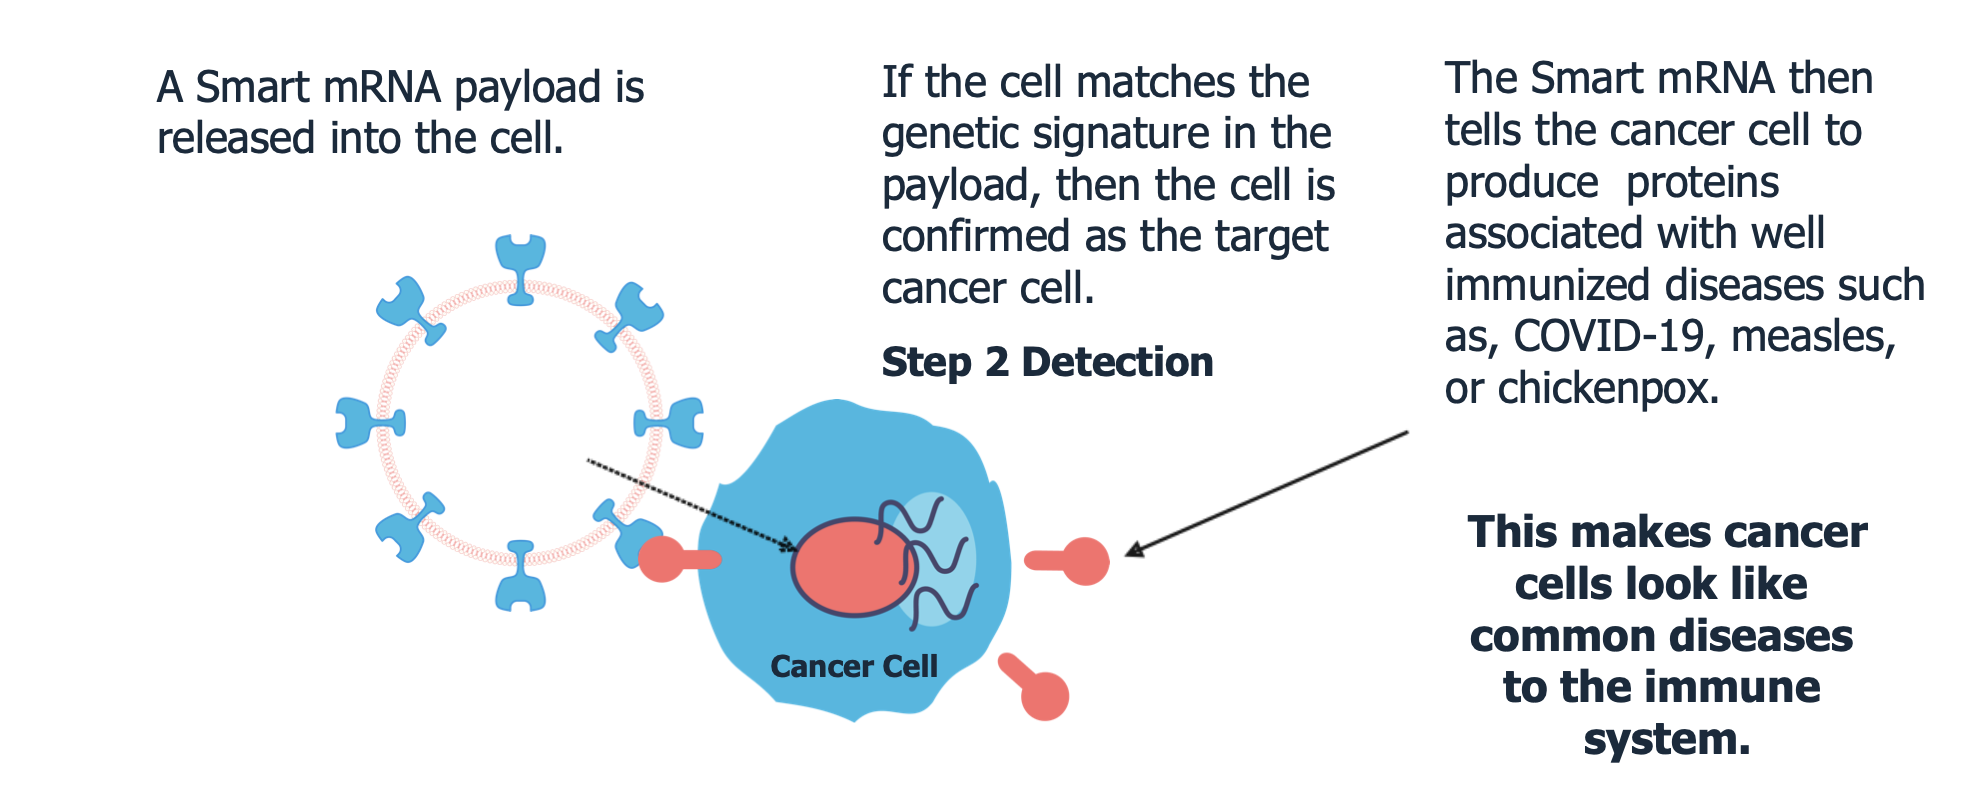 A Smart mRNA payload is
released into the cell.
If the cell matches the
genetic signature in the
payload, then the cell is
confirmed as the target
cancer cell.
Step 2 Detection
The Smart mRNA then
tells the cancer cell to
produce  proteins
associated with well
immunized diseases such
as, COVID-19, measles,
or chickenpox.
This makes cancer
cells look like
common diseases
to the immune
system.
Cancer Cell